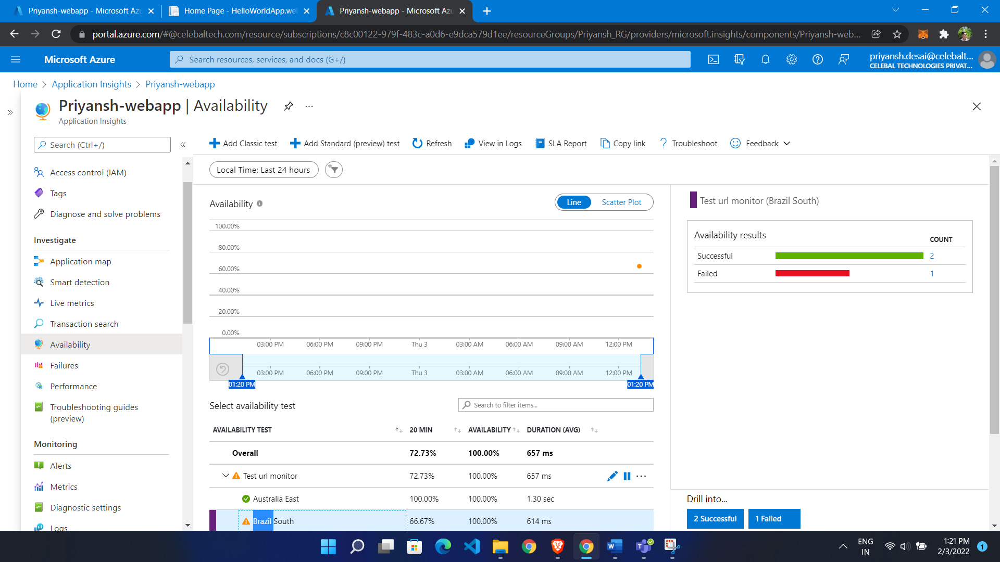 Priyansh-webapp - Microsoft Azu
Home Page - HelloWorldApp.we
Priyansh-webapp - Microsoft Azu
portal.azure.com/#@celebaltech.com/resource/subscriptions/c8c00122-979f-483c-a0d6-e9dca579d1ee/resourceGroups/Priyansh_RG/providers/microsoft.insights/components/Priyansh-web...
Microsoft Azure
Search resources, services, and docs (G+/)
priyansh.desai@celebalt...
CELEBAL TECHNOLOGIES PRIVAT...
Home > Application Insights > Priyansh-webapp
Priyansh-webapp | Availability
Application Insights
Search (Ctrl+/)
Add Classic test
Add Standard (preview) test
Refresh
View in Logs
SLA Report
Copy link
Troubleshoot
Feedback
Access control (IAM)
Tags
Diagnose and solve problems
Investigate
Application map
Smart detection
Live metrics
Transaction search
Availability
Failures
Performance
Troubleshooting guides
(preview)
Monitoring
Alerts
Metrics
Diagnostic settings
Logs
Local Time: Last 24 hours
Availability
Line
Scatter Plot
100.00%
80.00%
60.00%
40.00%
20.00%
0.00%
03:00 PM 06:00 PM 09:00 PM Thu 3 03:00 AM 06:00 AM 09:00 AM 12:00 PM
03:00 PM 06:00 PM 09:00 PM Thu 3 03:00 AM 06:00 AM 09:00 AM 12:00 PM
01:20 PM 01:20 PM
Select availability test
Search to filter items...
AVAILABILITY TEST 20 MIN AVAILABILITY DURATION (AVG)
Overall 72.73% 100.00% 657 ms
Test url monitor 72.73% 100.00% 657 ms
Australia East 100.00% 100.00% 1.30 sec
Brazil South 66.67% 100.00% 614 ms
Test url monitor (Brazil South)
Availability results COUNT
Successful 2
Failed 1
Drill into...
2 Successful
1 Failed
ENG
IN
1:21 PM
2/3/2022
1